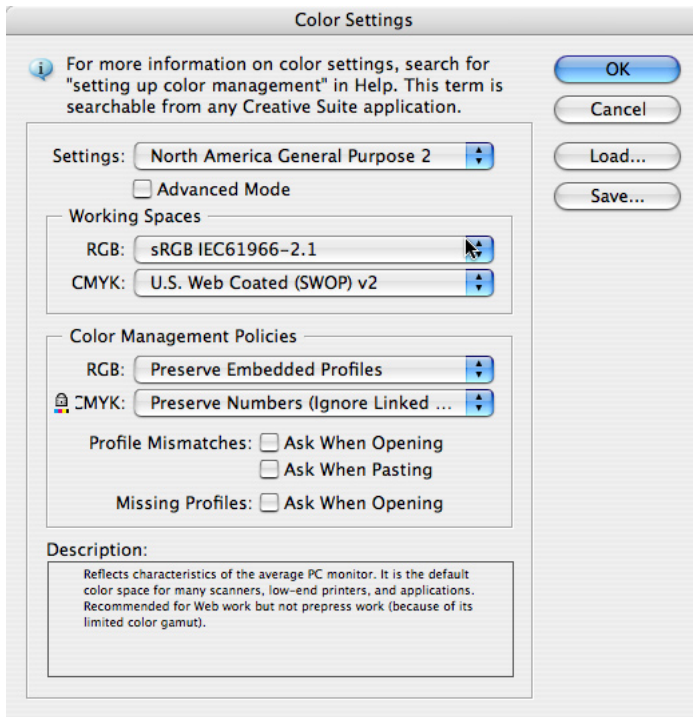 Color Settings
For more information on color settings, search for
"setting up color management" in Help. This term is
searchable from any Creative Suite application.
OK
Cancel
Load...
Save...
Settings: North America General Purpose 2
Advanced Mode
Working Spaces
RGB: sRGB IEC61966-2.1
CMYK: U.S. Web Coated (SWOP) v2
Color Management Policies
RGB: Preserve Embedded Profiles
CMYK: Preserve Numbers (Ignore Linked ...
Profile Mismatches: Ask When Opening
Ask When Pasting
Missing Profiles: Ask When Opening
Description:
Reflects characteristics of the average PC monitor. It is the default
color space for many scanners, low-end printers, and applications.
Recommended for Web work but not prepress work (because of its
limited color gamut).